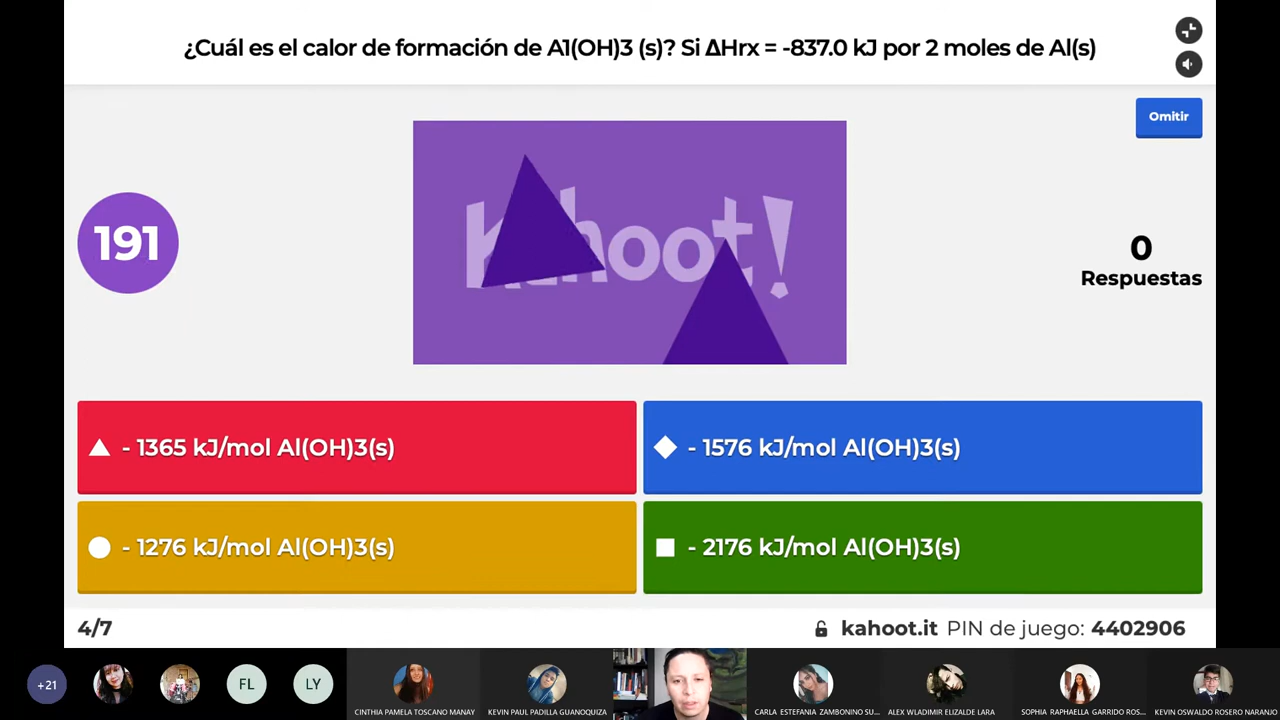 ¿Cuál es el calor de formación de A1(OH)3 (s)? Si ΔHrx = -837.0 kJ por 2 moles de Al(s)
Omitir
Kahoot!
191
0
Respuestas
- 1365 kJ/mol Al(OH)3(s)
- 1576 kJ/mol Al(OH)3(s)
- 1276 kJ/mol Al(OH)3(s)
- 2176 kJ/mol Al(OH)3(s)
4/7
kahoot.it PIN de juego: 4402906
+21
FL
LY
CINTHIA PAMELA TOSCANO MANAY
KEVIN PAUL PADILLA GUANOQUIZA
CARLA ESTEFANIA ZAMBONINO SU...
ALEX WLADIMIR ELIZALDE LARA
SOPHIA RAPHAELLA GARRIDO ROS...
KEVIN OSWALDO ROSERO NARANJO